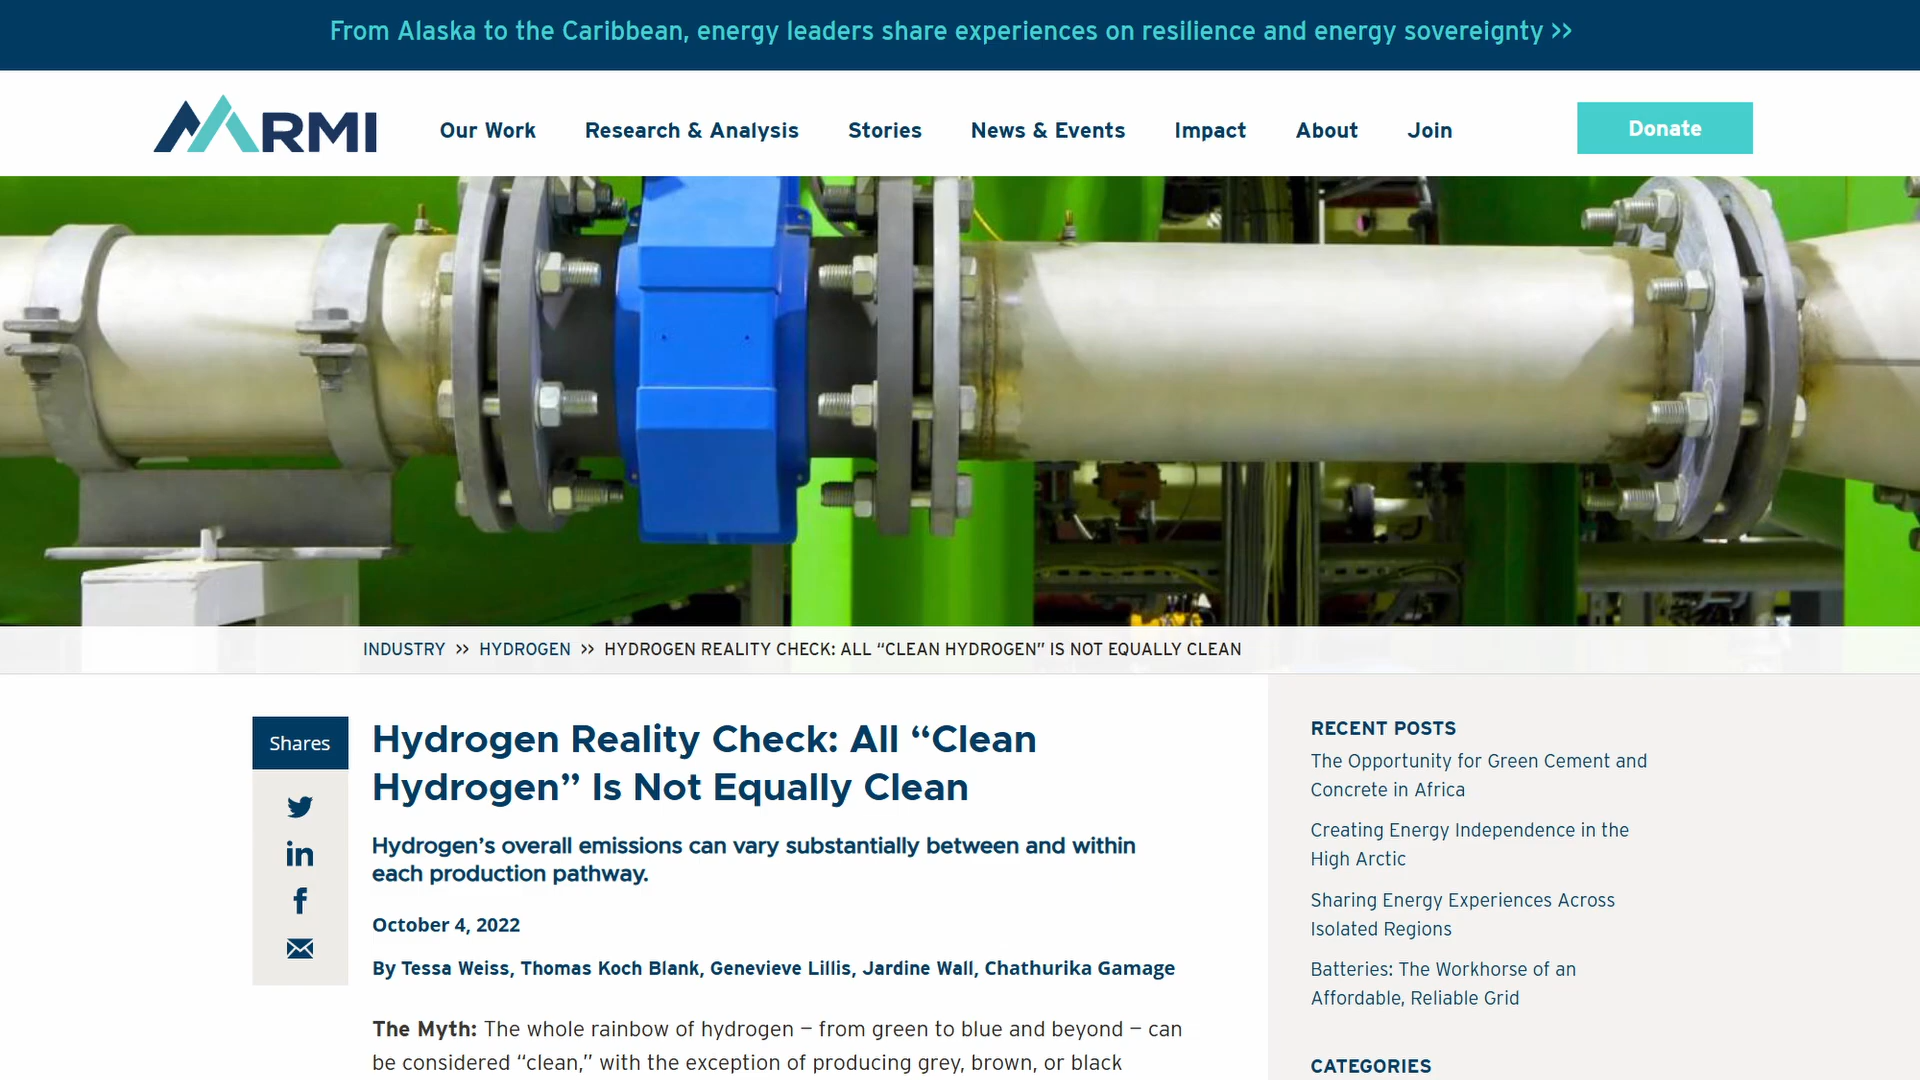 From Alaska to the Caribbean, energy leaders share experiences on resilience and energy sovereignty >>
RMI
Our Work
Research & Analysis
Stories
News & Events
Impact
About
Join
Donate
INDUSTRY >> HYDROGEN >> HYDROGEN REALITY CHECK: ALL “CLEAN HYDROGEN” IS NOT EQUALLY CLEAN
Shares
Hydrogen Reality Check: All “Clean
Hydrogen” Is Not Equally Clean
Hydrogen’s overall emissions can vary substantially between and within
each production pathway.
October 4, 2022
By Tessa Weiss, Thomas Koch Blank, Genevieve Lillis, Jardine Wall, Chathurika Gamage
The Myth: The whole rainbow of hydrogen – from green to blue and beyond – can
be considered “clean,” with the exception of producing grey, brown, or black
RECENT POSTS
The Opportunity for Green Cement and
Concrete in Africa
Creating Energy Independence in the
High Arctic
Sharing Energy Experiences Across
Isolated Regions
Batteries: The Workhorse of an
Affordable, Reliable Grid
CATEGORIES